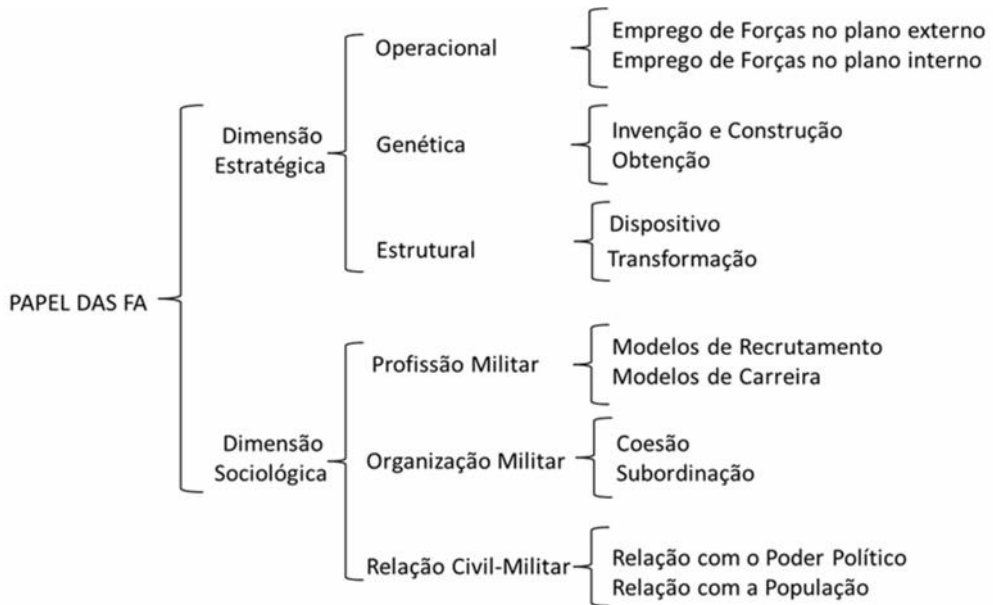 PAPEL DAS FA
Dimensão
Estratégica
Operacional
Emprego de Forças no plano externo
Emprego de Forças no plano interno
Genética
Invenção e Construção
Obtenção
Estrutural
Dispositivo
Transformação
Dimensão
Sociológica
Profissão Militar
Modelos de Recrutamento
Modelos de Carreira
Organização Militar
Coesão
Subordinação
Relação Civil-Militar
Relação com o Poder Político
Relação com a População